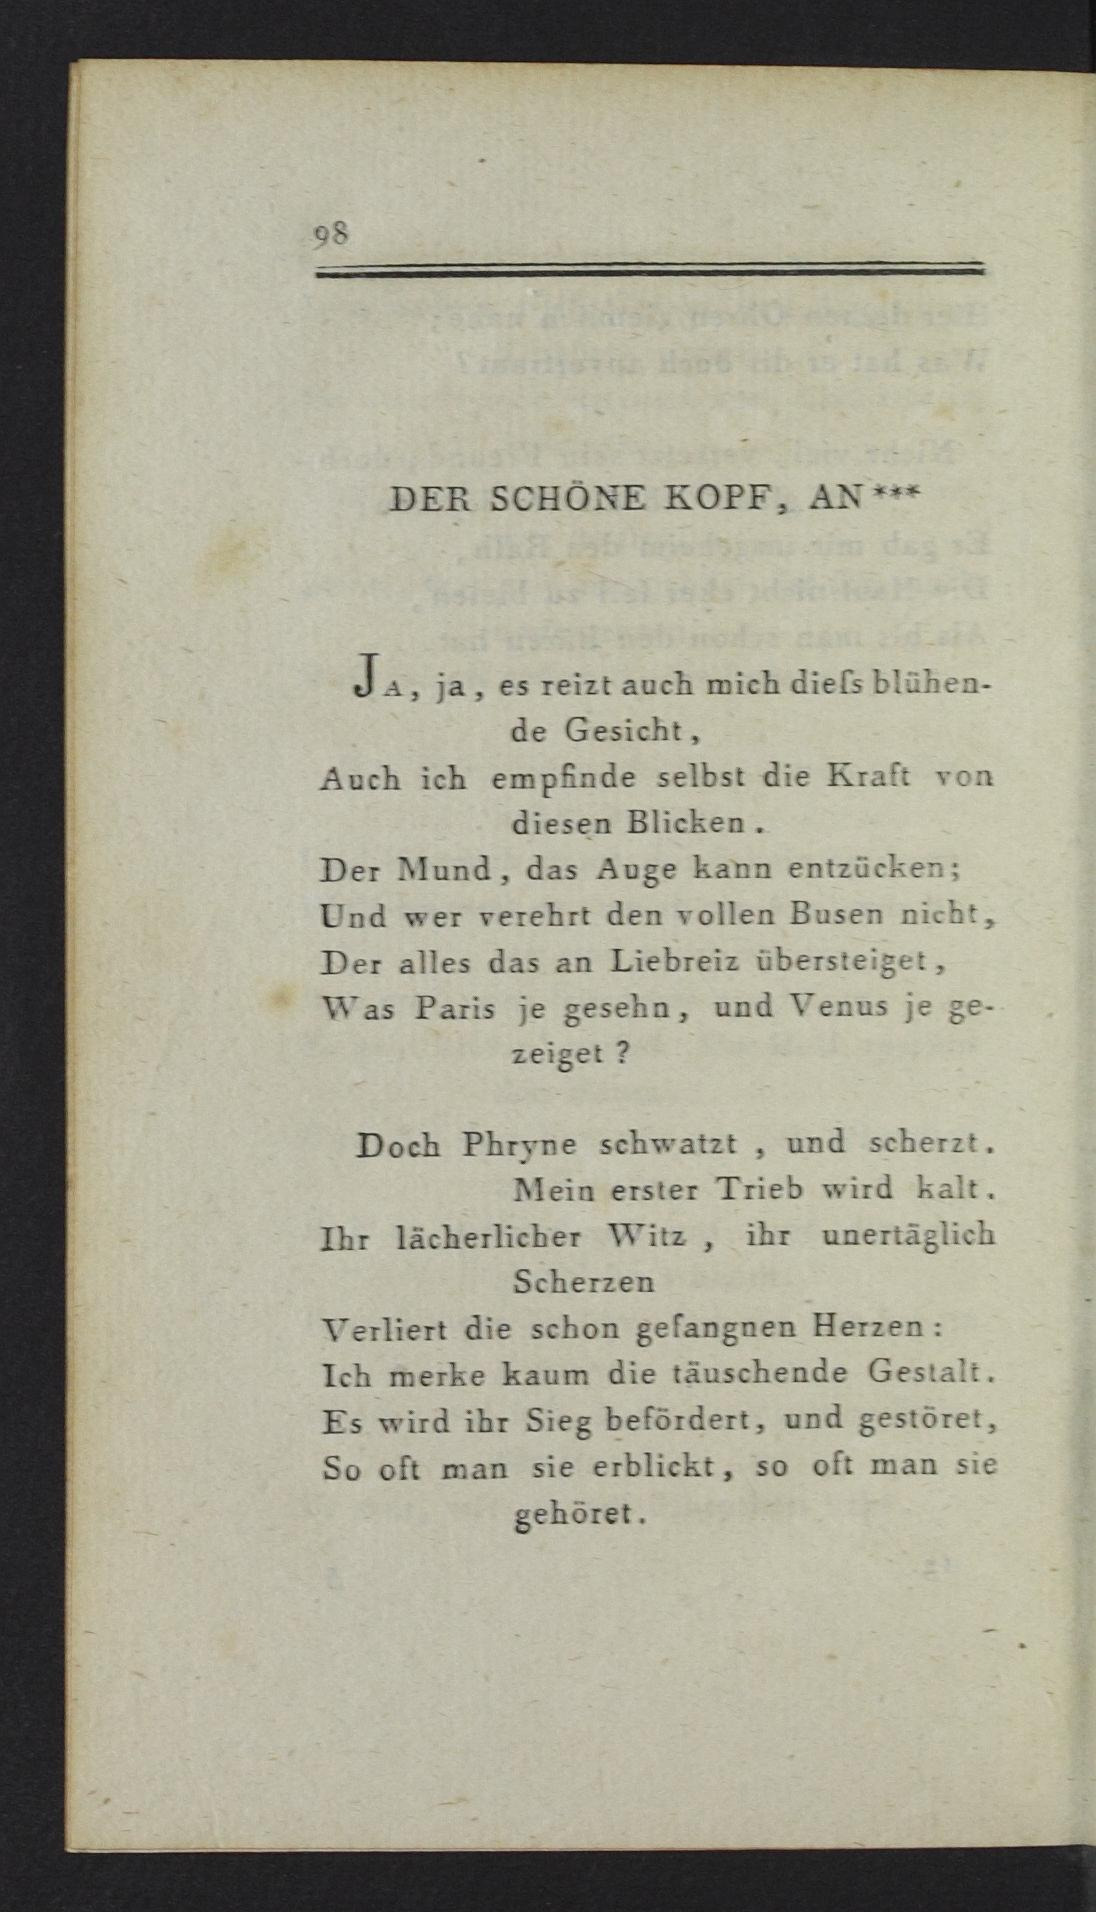 98
DER SCHÖNE KOPF, AN ***
JA, ja, es reizt auch mich dieſs blühen-
de Gesicht,
Auch ich empfinde selbst die Kraft von
diesen Blicken.
Der Mund, das Auge kann entzücken;
Und wer verehrt den vollen Busen nicht,
Der alles das an Liebreiz übersteiget,
Was Paris je gesehn, und Venus je ge-
zeiget?
Doch Phryne schwatzt, und scherzt.
Mein erster Trieb wird kalt.
Ihr lächerlicher Witz, ihr unertäglich
Scherzen
Verliert die schon gefangnen Herzen:
Ich merke kaum die täuschende Gestalt.
Es wird ihr Sieg befördert, und gestöret,
So oft man sie erblickt, so oft man sie
gehöret.